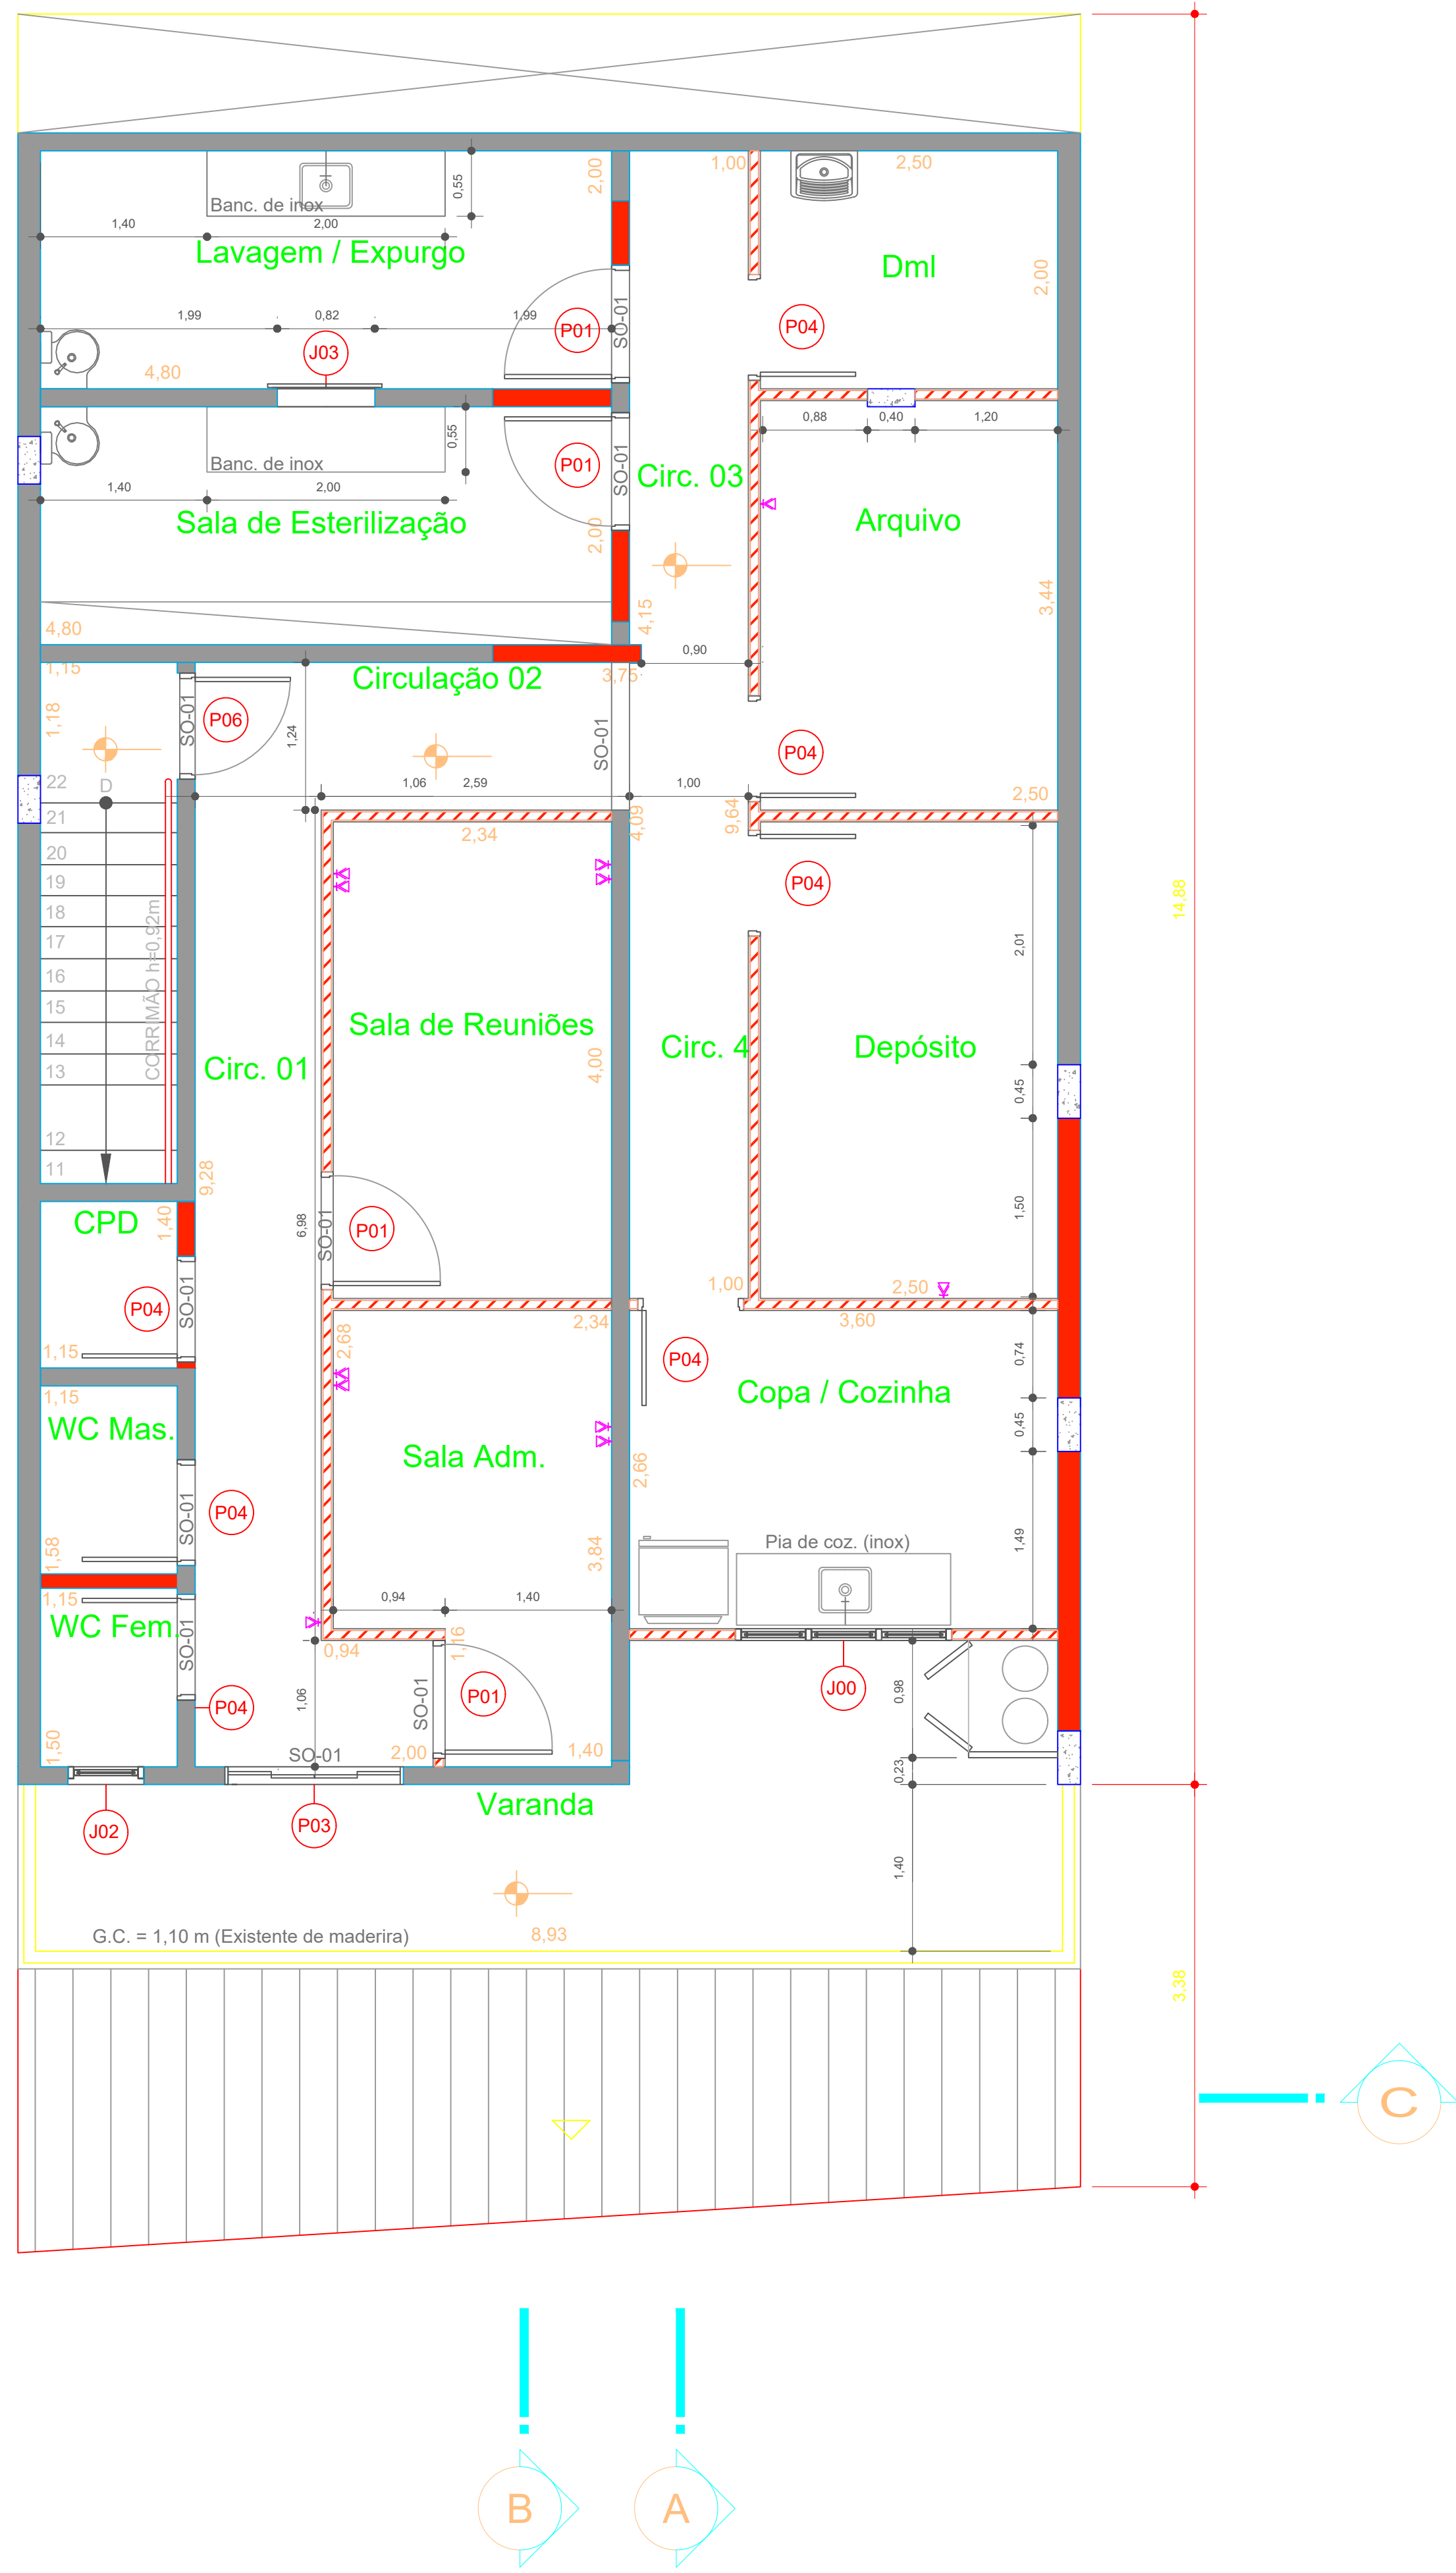 1,00
2,50
2,00
0,55
Banc. de inox
1,40
2,00
Lavagem / Expurgo
Dml
2,00
1,99
0,82
1,99
P01
SO-01
P04
J03
4,80
0,88
0,40
1,20
0,55
Banc. de inox
P01
SO-01
Circ. 03
1,40
2,00
Sala de Esterilização
2,00
Arquivo
3,44
4,80
4,15
0,90
1,15
Circulação 02
3,75
1,18
SO-01
P06
1,24
SO-01
P04
22
D
1,06
2,59
1,00
2,50
21
2,34
4,09
9,64
20
19
P04
14,88
18
17
CORRIMÃO h=0,92m
2,01
16
15
Sala de Reuniões
14
Circ. 4
Depósito
13
Circ. 01
4,00
0,45
12
11
9,28
CPD
1,40
6,98
SO-01
P01
1,50
P04
SO-01
1,00
2,50
3,60
2,34
2,68
1,15
P04
0,74
1,15
WC Mas.
Copa / Cozinha
0,45
Sala Adm.
2,66
P04
SO-01
1,58
3,84
Pia de coz. (inox)
1,49
1,15
0,94
1,40
WC Fem.
SO-01
0,94
1,16
P04
1,06
SO-01
P01
J00
0,98
1,50
SO-01
2,00
1,40
0,23
J02
P03
Varanda
1,40
G.C. = 1,10 m (Existente de maderira)
8,93
3,38
C
B
A